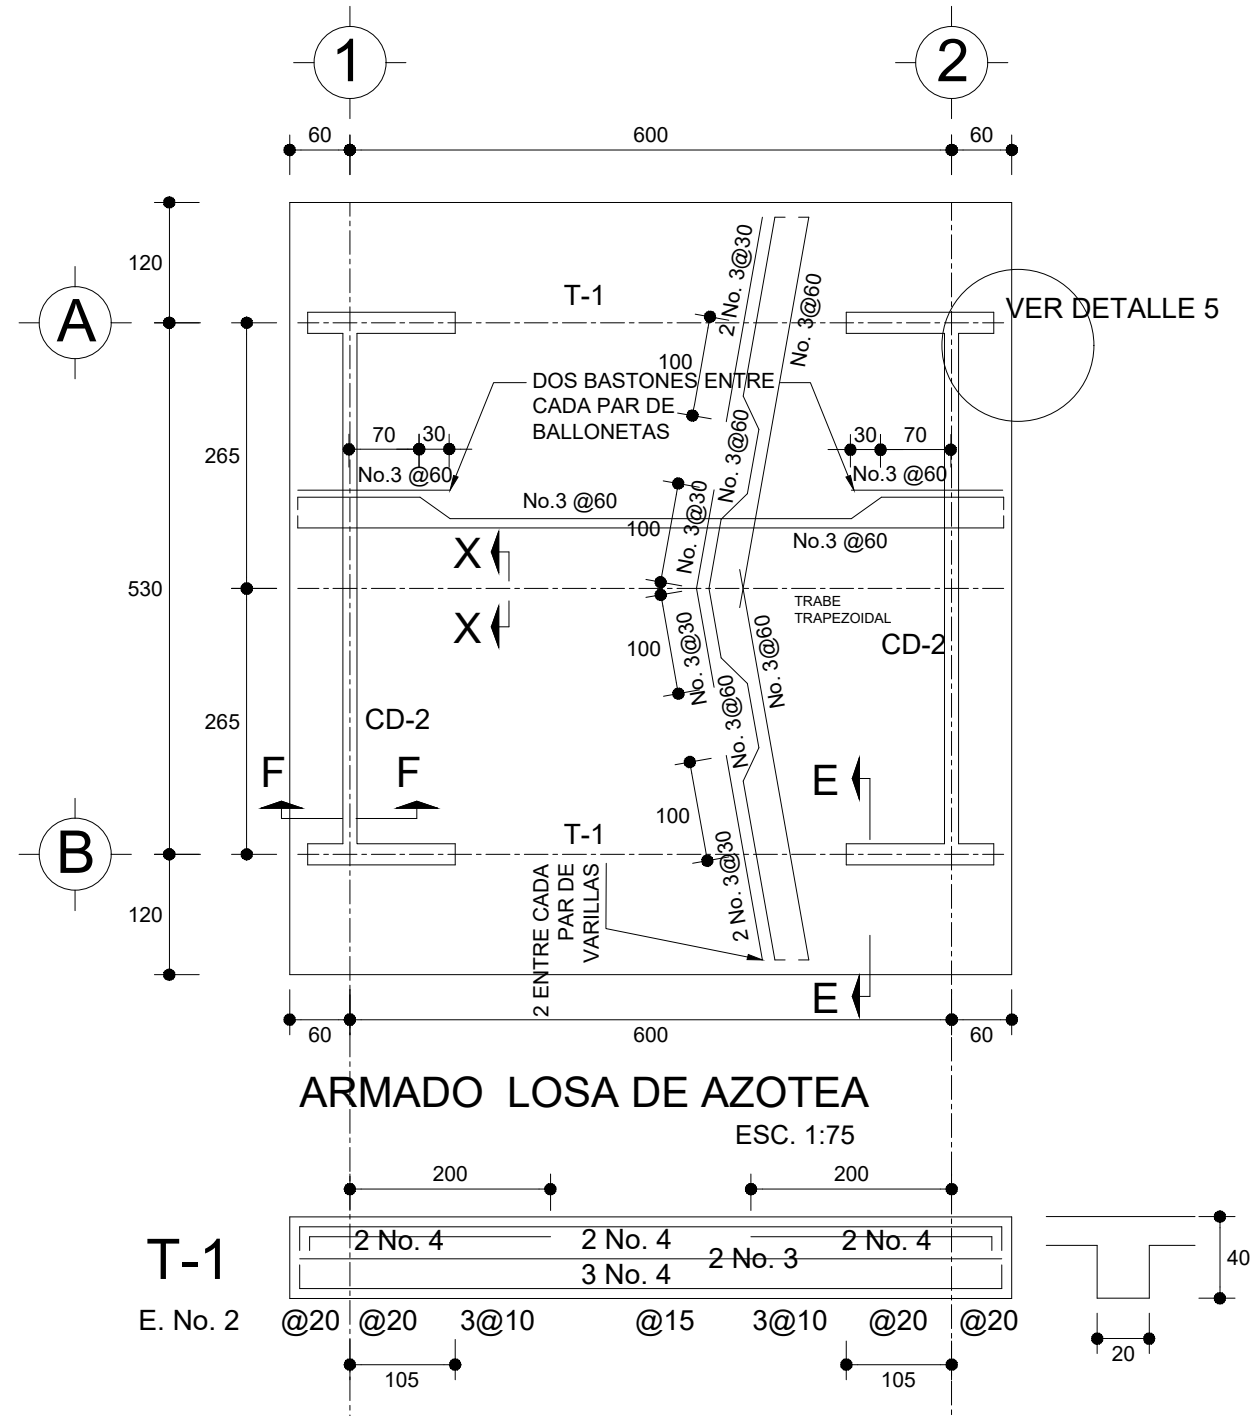 1
2
60
600
60
120
A
T-1
2 No. 3@30
No. 3@60
VER DETALLE 5
100
DOS BASTONES ENTRE
CADA PAR DE
BALLONETAS
70
30
30
70
265
No.3 @60
No. 3@60
No.3 @60
No.3 @60
100
No. 3@30
No.3 @60
X
530
TRABE
TRAPEZOIDAL
X
100
No. 3@30
No. 3@60
CD-2
265
CD-2
No. 3@60
F
F
E
100
B
T-1
2 No. 3@30
120
2 ENTRE CADA
PAR DE
VARILLAS
E
60
600
60
ARMADO LOSA DE AZOTEA
ESC. 1:75
200
200
T-1
2 No. 4
2 No. 4
2 No. 4
2 No. 3
3 No. 4
40
E. No. 2
@20
@20
3@10
@15
3@10
@20
@20
20
105
105